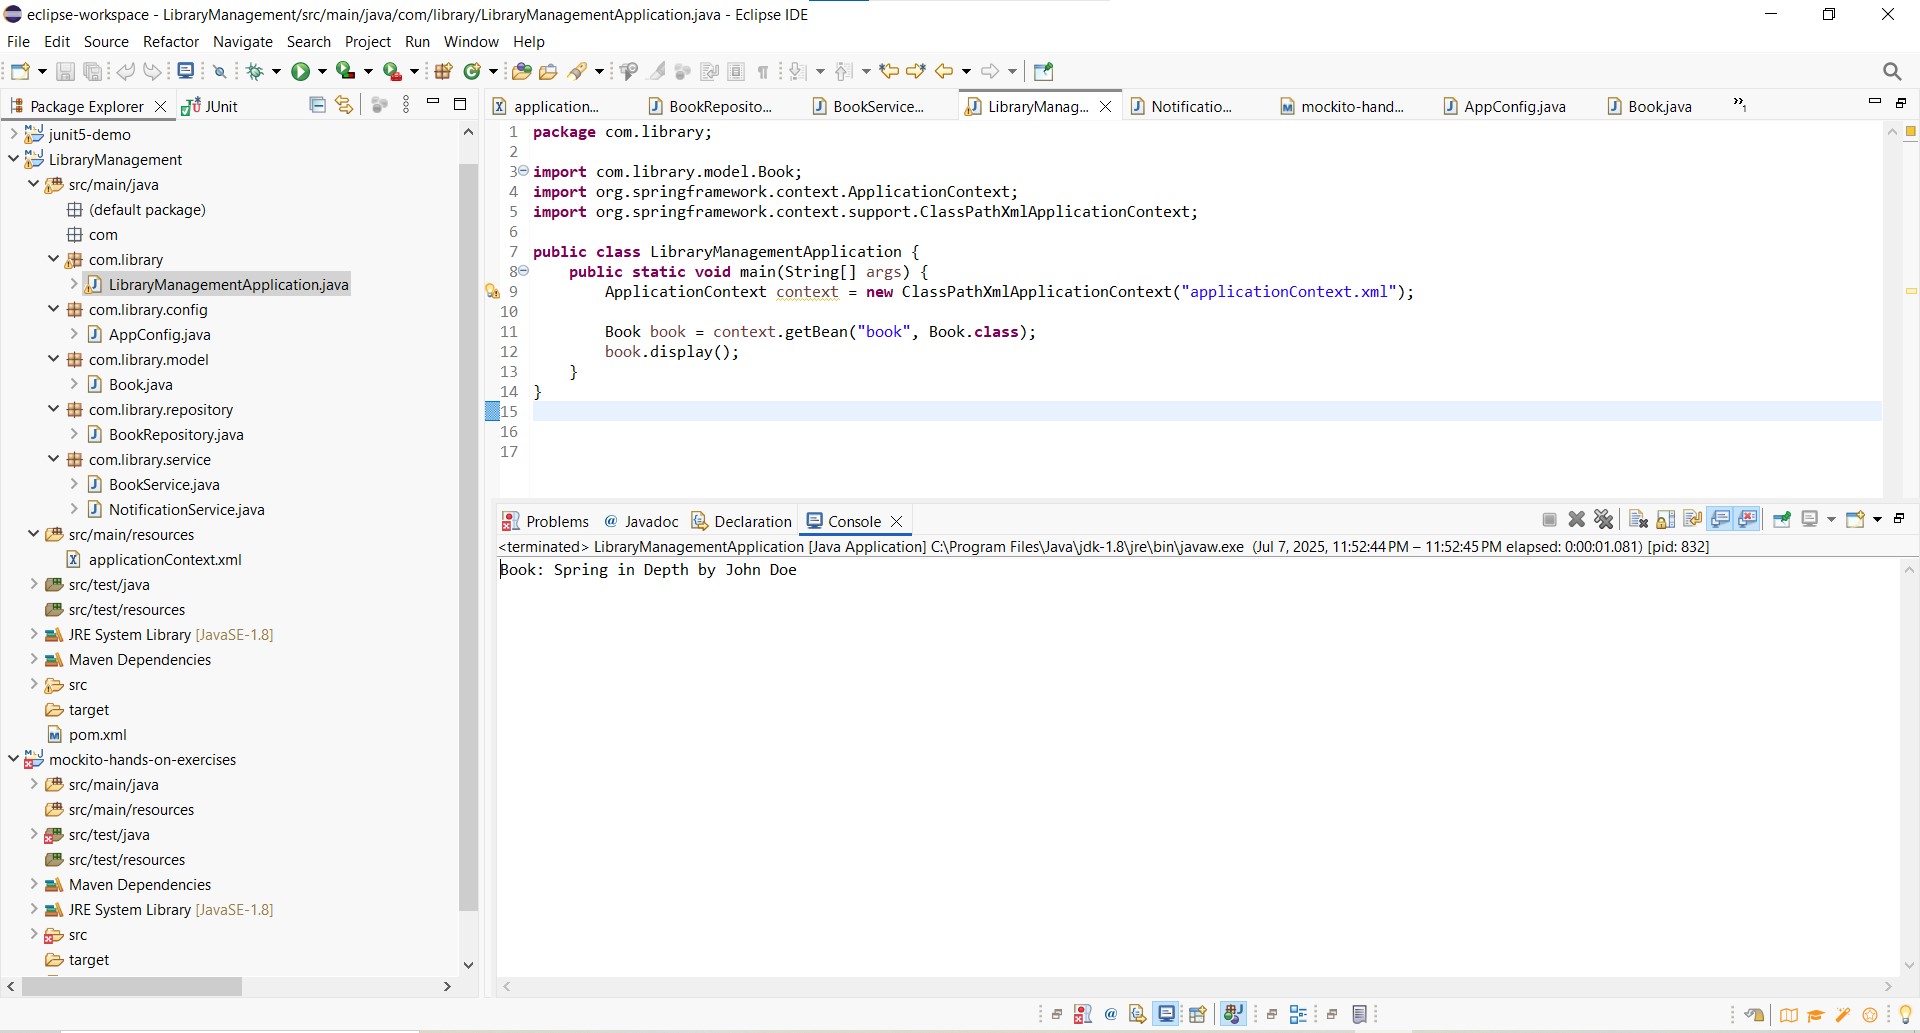 eclipse-workspace - LibraryManagement/src/main/java/com/library/LibraryManagementApplication.java - Eclipse IDE
File Edit Source Refactor Navigate Search Project Run Window Help
Package Explorer JUnit
junit5-demo
LibraryManagement
src/main/java
(default package)
com
com.library
LibraryManagementApplication.java
com.library.config
AppConfig.java
com.library.model
Book.java
com.library.repository
BookRepository.java
com.library.service
BookService.java
NotificationService.java
src/main/resources
applicationContext.xml
src/test/java
src/test/resources
JRE System Library [JavaSE-1.8]
Maven Dependencies
src
target
pom.xml
mockito-hands-on-exercises
src/main/java
src/main/resources
src/test/java
src/test/resources
Maven Dependencies
JRE System Library [JavaSE-1.8]
src
target
application... BookReposito... BookService... LibraryManag... Notificatio... mockito-hand... AppConfig.java Book.java »1
1 package com.library;
2
3 import com.library.model.Book;
4 import org.springframework.context.ApplicationContext;
5 import org.springframework.context.support.ClassPathXmlApplicationContext;
6
7 public class LibraryManagementApplication {
8     public static void main(String[] args) {
9         ApplicationContext context = new ClassPathXmlApplicationContext("applicationContext.xml");
10
11         Book book = context.getBean("book", Book.class);
12         book.display();
13     }
14 }
15
16
17
Problems @ Javadoc Declaration Console
<terminated> LibraryManagementApplication [Java Application] C:\Program Files\Java\jdk-1.8\jre\bin\javaw.exe (Jul 7, 2025, 11:52:44 PM – 11:52:45 PM elapsed: 0:00:01.081) [pid: 832]
Book: Spring in Depth by John Doe